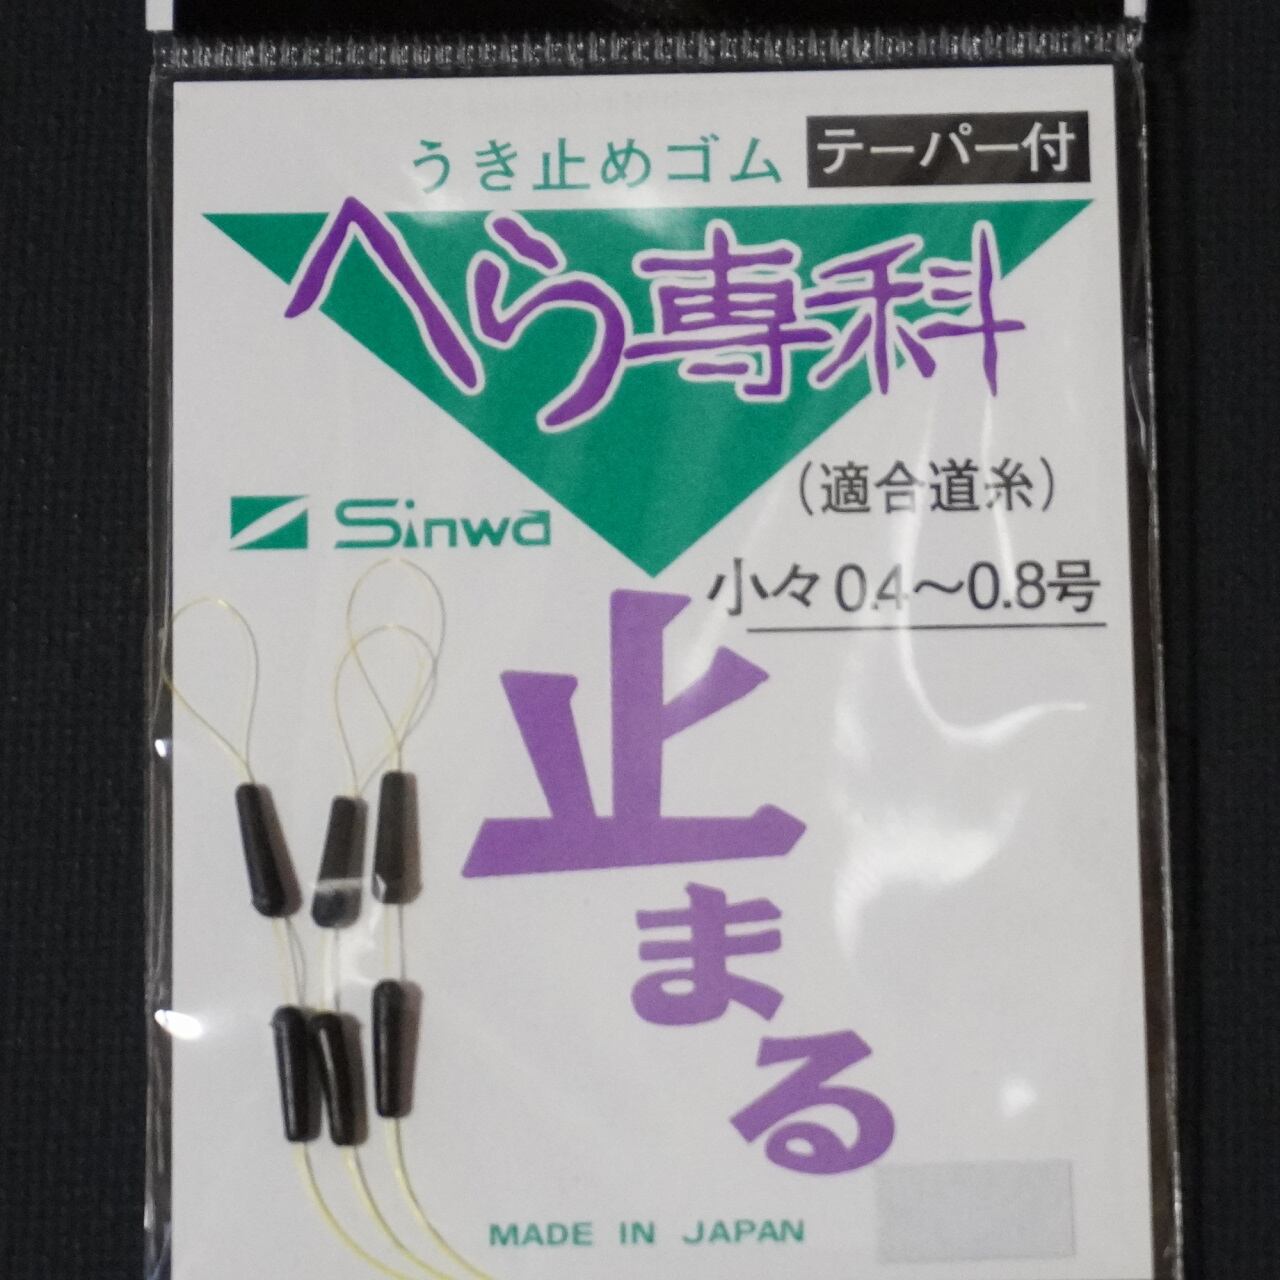 うき止めゴム テーパー付
へら専科
(適合道糸)
Sinwa
小々 0.4～0.8号
止まる
MADE IN JAPAN